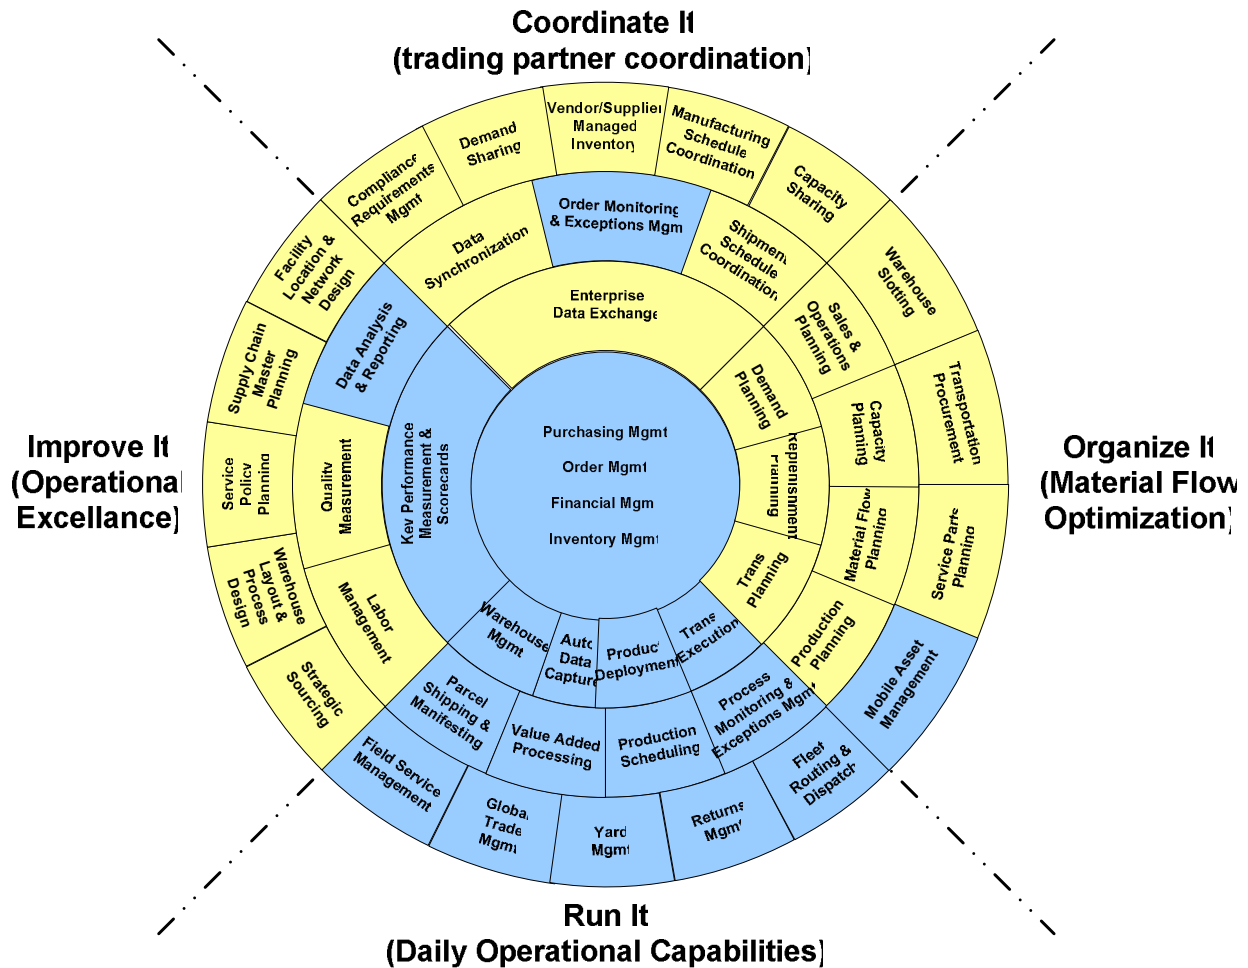 Coordinate It
(trading partner coordination)
Vendor/Supplier
Managed
Inventory
Manufacturing
Schedule
Coordination
Demand
Sharing
Compliance
Requirements
Mgmt
Capacity
Sharing
Order Monitoring
& Exceptions Mgm
Data
Synchronization
Shipment
Schedule
Coordination
Enterprise
Data Exchange
Facility
Location &
Network
Design
Data Analysis
& Reporting
Supply Chain
Master
Planning
Improve It
(Operational
Excellance)
Service
Policy
Planning
Quality
Measurement
Key Performance
Measurement &
Scorecards
Warehouse
Layout &
Process
Design
Labor
Management
Strategic
Sourcing
Purchasing Mgmt
Order Mgmt
Financial Mgm
Inventory Mgmt
Warehouse
Slotting
Sales &
Operations
Planning
Demand
Planning
Transportation
Procurement
Capacity
Planning
Replenishment
Planning
Organize It
(Material Flow
Optimization)
Material Flow
Planning
Service Parts
Planning
Trans
Planning
Production
Planning
Mobile Asset
Management
Warehouse
Mgmt
Auto
Data
Capture
Product
Deployment
Trans
Execution
Parcel
Shipping &
Manifesting
Value Added
Processing
Production
Scheduling
Process
Monitoring &
Exceptions Mgmt
Field Service
Management
Global
Trade
Mgmt
Yard
Mgmt
Returns
Mgmt
Fleet
Routing &
Dispatch
Run It
(Daily Operational Capabilities)